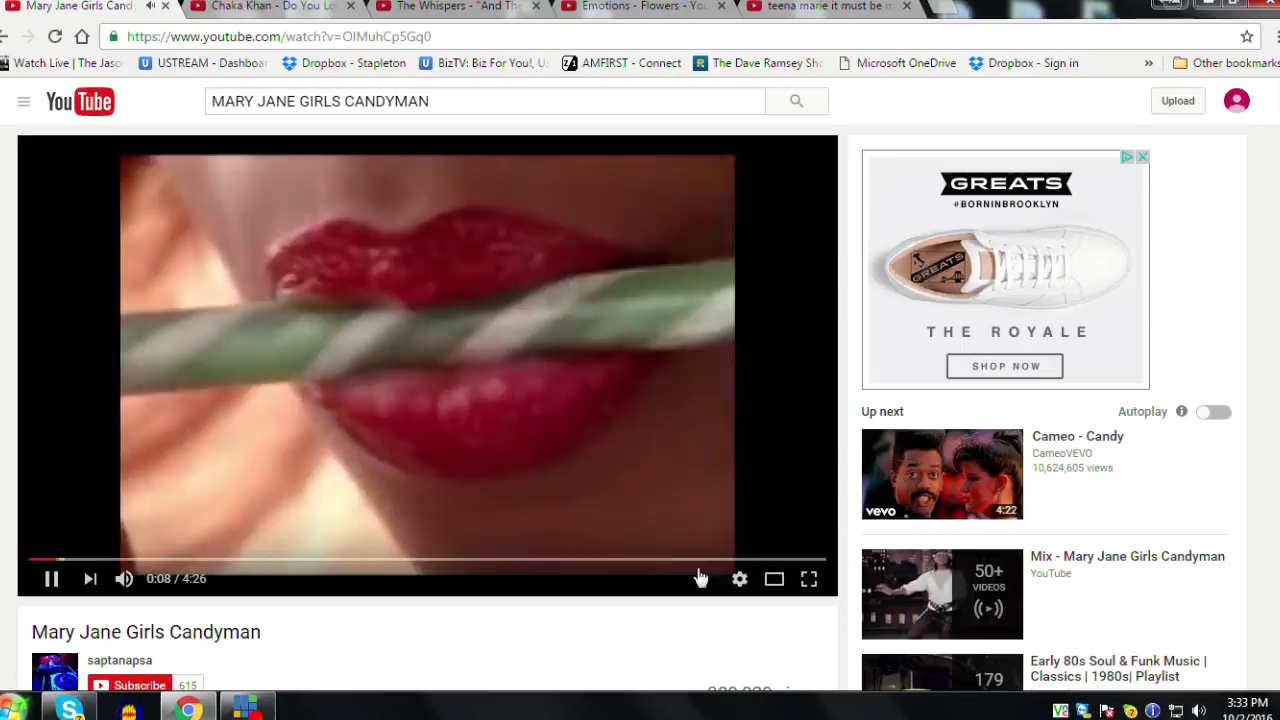 Mary Jane Girls Candy
Chaka Khan - Do You Lo
The Whispers - "And The
Emotions - Flowers - Yo
teena marie it must be m
https://www.youtube.com/watch?v=OIMuhCp5Gq0
Watch Live | The Jaso
USTREAM - Dashboa
Dropbox - Stapleton
BizTV: Biz For You!, Us
AMFIRST - Connect
The Dave Ramsey Sho
Microsoft OneDrive
Dropbox - Sign in
»
Other bookmarks
YouTube
MARY JANE GIRLS CANDYMAN
Upload
GREATS
#BORNINBROOKLYN
GREATS
THE ROYALE
SHOP NOW
Up next
Autoplay
Cameo - Candy
CameoVEVO
10,624,605 views
vevo
4:22
Mix - Mary Jane Girls Candyman
YouTube
50+
VIDEOS
Early 80s Soul & Funk Music |
Classics | 1980s| Playlist
179
0:08 / 4:26
Mary Jane Girls Candyman
saptanapsa
Subscribe 615
3:33 PM
10/2/2016